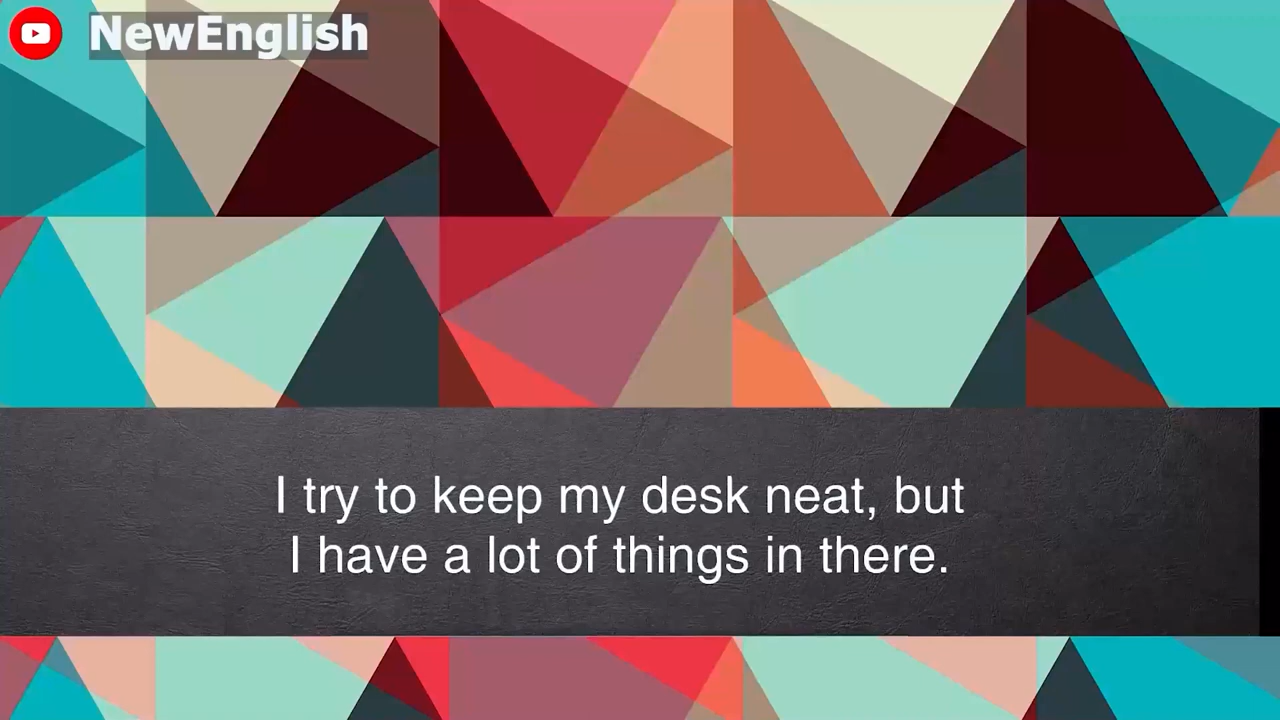 NewEnglish
I try to keep my desk neat, but
I have a lot of things in there.